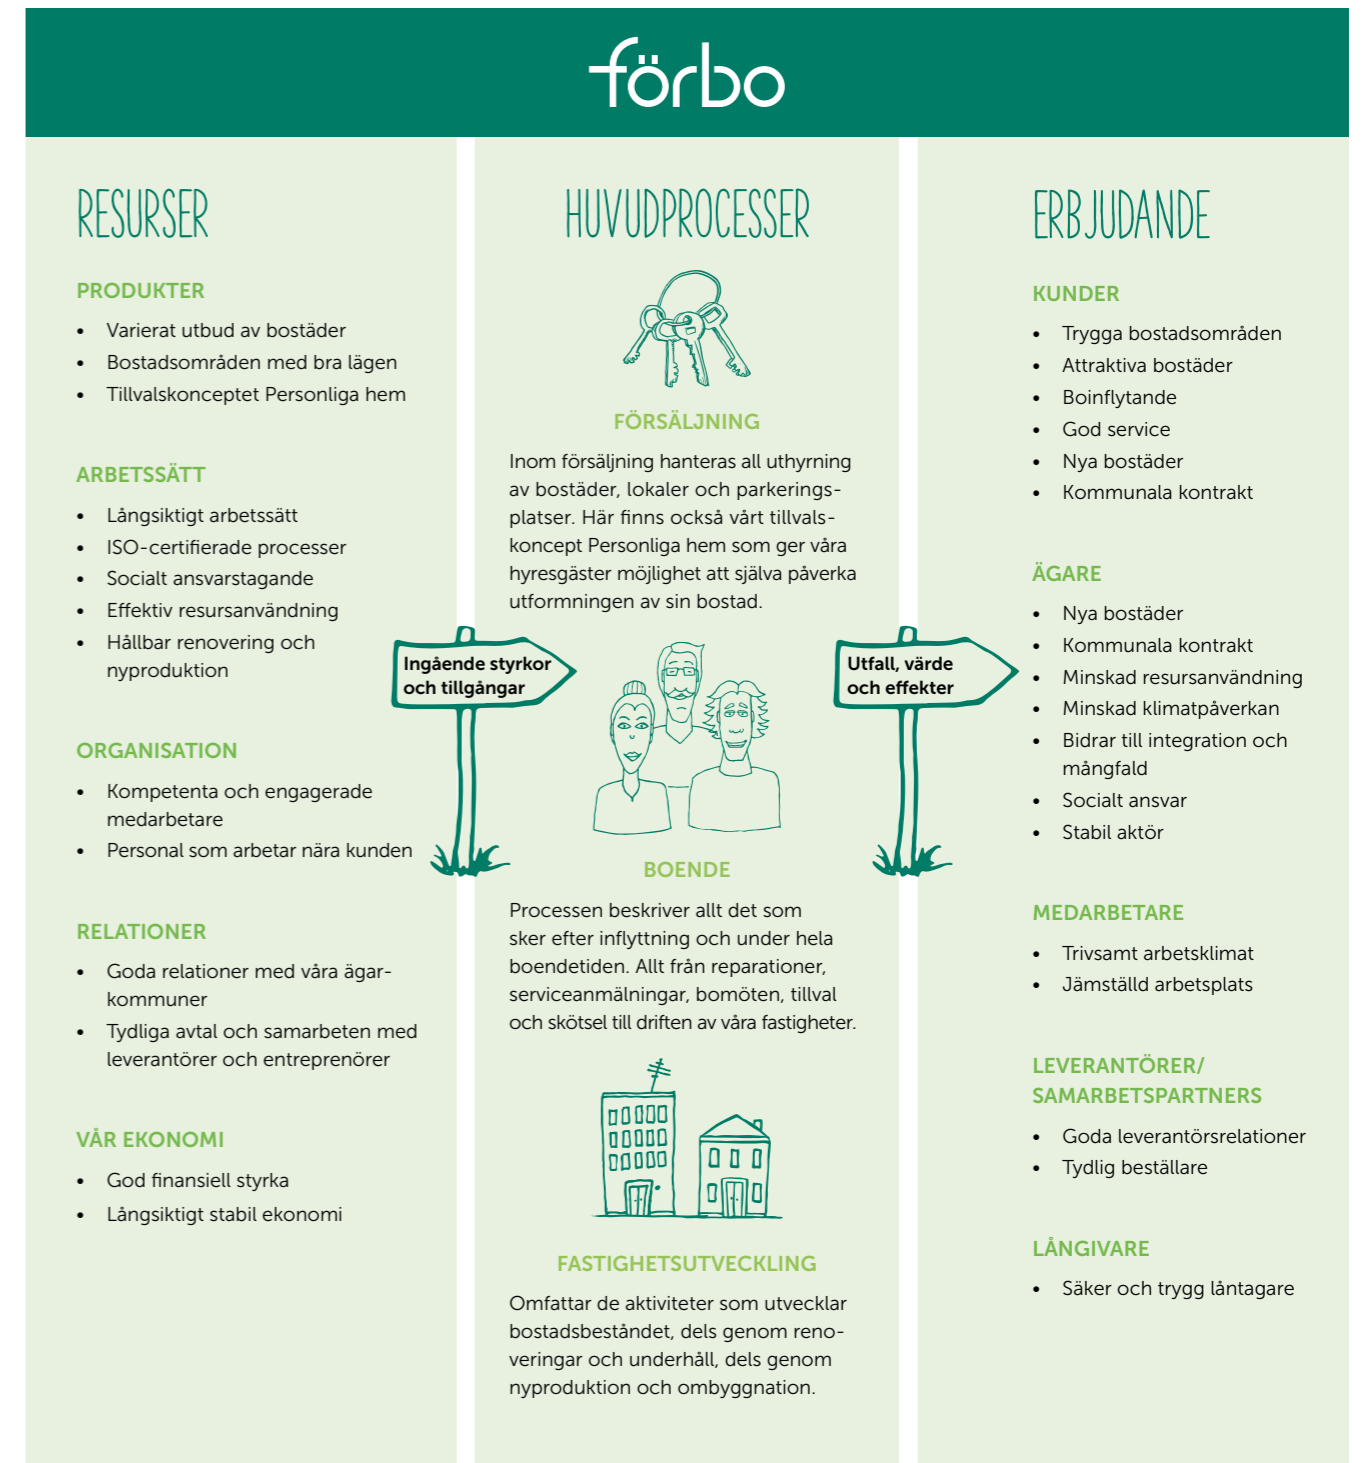 förbo
RESURSER
PRODUKTER
• Varierat utbud av bostäder
• Bostadsområden med bra lägen
• Tillvalskonceptet Personliga hem
ARBETSSÄTT
• Långsiktigt arbetssätt
• ISO-certifierade processer
• Socialt ansvarstagande
• Effektiv resursanvändning
• Hållbar renovering och
nyproduktion
ORGANISATION
• Kompetenta och engagerade
medarbetare
• Personal som arbetar nära kunden
RELATIONER
• Goda relationer med våra ägar-
kommuner
• Tydliga avtal och samarbeten med
leverantörer och entreprenörer
VÅR EKONOMI
• God finansiell styrka
• Långsiktigt stabil ekonomi
Ingående styrkor
och tillgångar
HUVUDPROCESSER
FÖRSÄLJNING
Inom försäljning hanteras all uthyrning
av bostäder, lokaler och parkerings-
platser. Här finns också vårt tillvals-
koncept Personliga hem som ger våra
hyresgäster möjlighet att själva påverka
utformningen av sin bostad.
BOENDE
Processen beskriver allt det som
sker efter inflyttning och under hela
boendetiden. Allt från reparationer,
serviceanmälningar, bomöten, tillval
och skötsel till driften av våra fastigheter.
FASTIGHETSUTVECKLING
Omfattar de aktiviteter som utvecklar
bostadsbeståndet, dels genom reno-
veringar och underhåll, dels genom
nyproduktion och ombyggnation.
Utfall, värde
och effekter
ERBJUDANDE
KUNDER
• Trygga bostadsområden
• Attraktiva bostäder
• Boinflytande
• God service
• Nya bostäder
• Kommunala kontrakt
ÄGARE
• Nya bostäder
• Kommunala kontrakt
• Minskad resursanvändning
• Minskad klimatpåverkan
• Bidrar till integration och
mångfald
• Socialt ansvar
• Stabil aktör
MEDARBETARE
• Trivsamt arbetsklimat
• Jämställd arbetsplats
LEVERANTÖRER/
SAMARBETSPARTNERS
• Goda leverantörsrelationer
• Tydlig beställare
LÅNGIVARE
• Säker och trygg låntagare